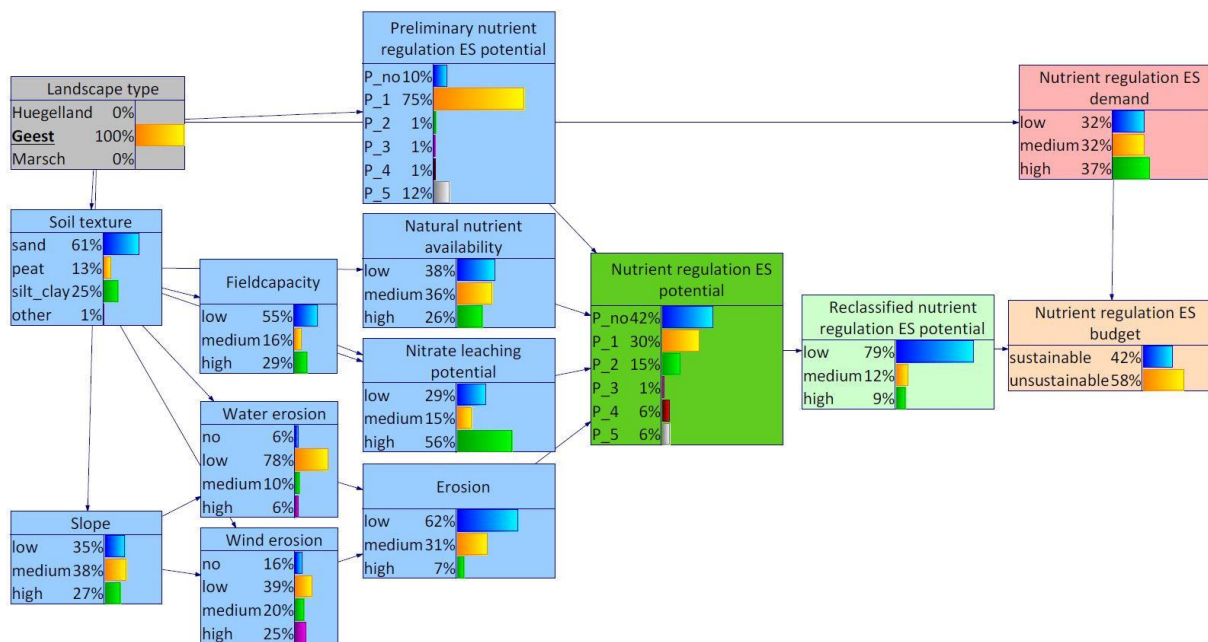 Preliminary nutrient
regulation ES potential
P_no 10%
P_1 75%
P_2 1%
P_3 1%
P_4 1%
P_5 12%
Landscape type
Huegelland 0%
Geest 100%
Marsch 0%
Nutrient regulation ES
demand
low 32%
medium 32%
high 37%
Soil texture
sand 61%
peat 13%
silt_clay 25%
other 1%
Natural nutrient
availability
low 38%
medium 36%
high 26%
Fieldcapacity
low 55%
medium 16%
high 29%
Nutrient regulation ES
potential
P_no 42%
P_1 30%
P_2 15%
P_3 1%
P_4 6%
P_5 6%
Reclassified nutrient
regulation ES potential
low 79%
medium 12%
high 9%
Nutrient regulation ES
budget
sustainable 42%
unsustainable 58%
Nitrate leaching
potential
low 29%
medium 15%
high 56%
Water erosion
no 6%
low 78%
medium 10%
high 6%
Erosion
low 62%
medium 31%
high 7%
Slope
low 35%
medium 38%
high 27%
Wind erosion
no 16%
low 39%
medium 20%
high 25%